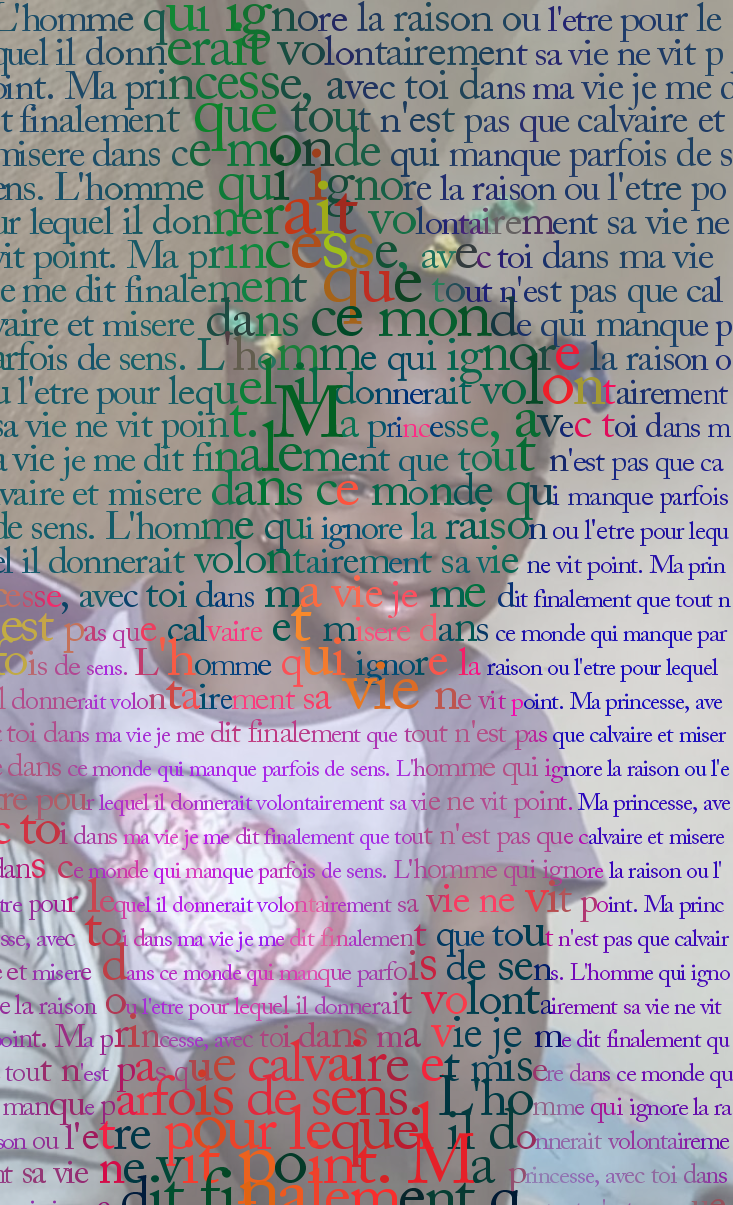 L'homme qui ignore la raison ou l'etre pour le
quel il donnerait volontairement sa vie ne vit p
oint. Ma princesse, avec toi dans ma vie je me d
it finalement que tout n'est pas que calvaire et
misere dans ce monde qui manque parfois de s
ens. L'homme qui ignore la raison ou l'etre po
ur lequel il donnerait volontairement sa vie ne
vit point. Ma princesse, avec toi dans ma vie
je me dit finalement que tout n'est pas que cal
vaire et misere dans ce monde qui manque p
arfois de sens. L'homme qui ignore la raison o
u l'etre pour lequel il donnerait volontairement
sa vie ne vit point. Ma princesse, avec toi dans m
a vie je me dit finalement que tout n'est pas que ca
lvaire et misere dans ce monde qui manque parfois
de sens. L'homme qui ignore la raison ou l'etre pour lequ
el il donnerait volontairement sa vie ne vit point. Ma prin
cesse, avec toi dans ma vie je me dit finalement que tout n
'est pas que calvaire et misere dans ce monde qui manque par
fois de sens. L'homme qui ignore la raison ou l'etre pour lequel
il donnerait volontairement sa vie ne vit point. Ma princesse, ave
c toi dans ma vie je me dit finalement que tout n'est pas que calvaire et miser
e dans ce monde qui manque parfois de sens. L'homme qui ignore la raison ou l'e
tre pour lequel il donnerait volontairement sa vie ne vit point. Ma princesse, ave
c toi dans ma vie je me dit finalement que tout n'est pas que calvaire et misere
dans ce monde qui manque parfois de sens. L'homme qui ignore la raison ou l'
etre pour lequel il donnerait volontairement sa vie ne vit point. Ma princ
esse, avec toi dans ma vie je me dit finalement que tout n'est pas que calvair
e et misere dans ce monde qui manque parfois de sens. L'homme qui igno
re la raison ou l'etre pour lequel il donnerait volontairement sa vie ne vit
point. Ma princesse, avec toi dans ma vie je me dit finalement qu
e tout n'est pas que calvaire et misere dans ce monde qu
i manque parfois de sens. L'homme qui ignore la ra
ison ou l'etre pour lequel il donnerait volontaireme
nt sa vie ne vit point. Ma princesse, avec toi dans
dit finalement q